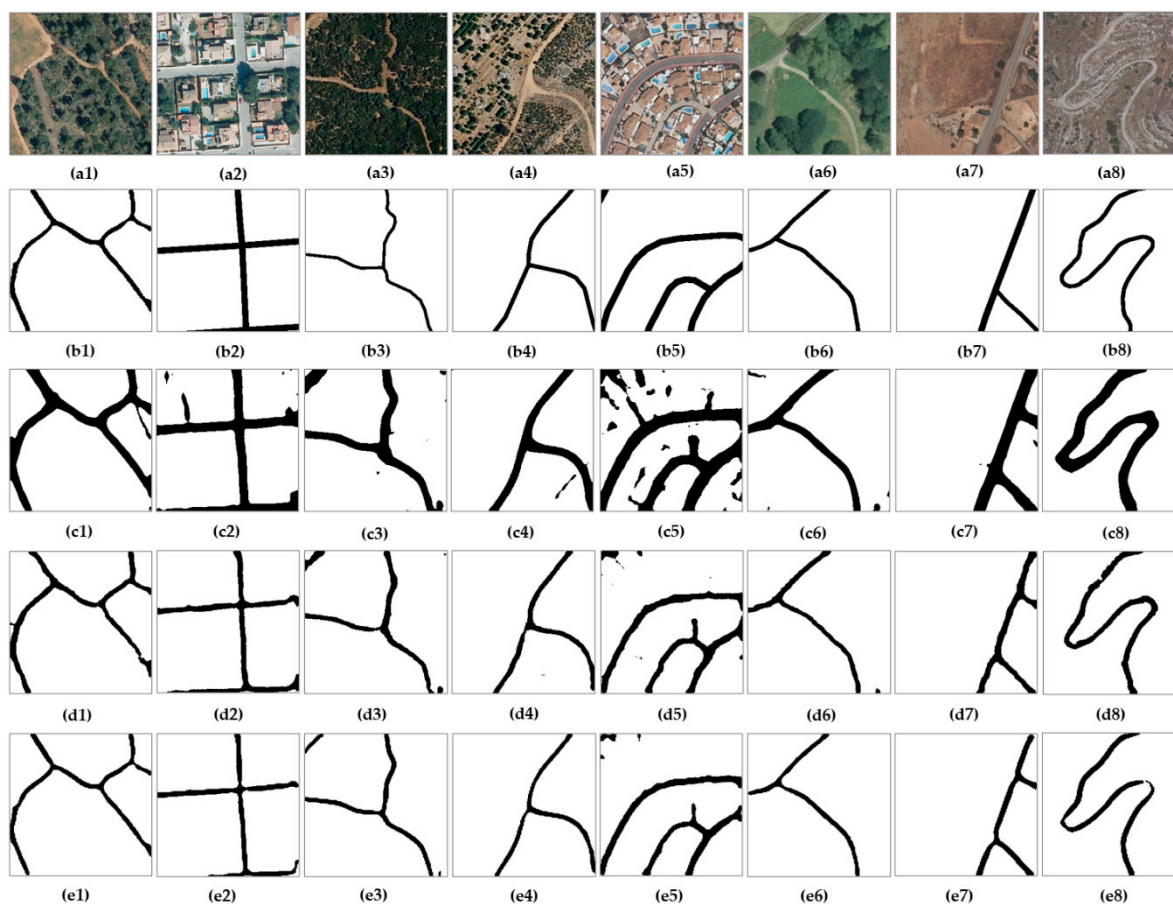 (a1) (a2) (a3) (a4) (a5) (a6) (a7) (a8)
(b1) (b2) (b3) (b4) (b5) (b6) (b7) (b8)
(c1) (c2) (c3) (c4) (c5) (c6) (c7) (c8)
(d1) (d2) (d3) (d4) (d5) (d6) (d7) (d8)
(e1) (e2) (e3) (e4) (e5) (e6) (e7) (e8)